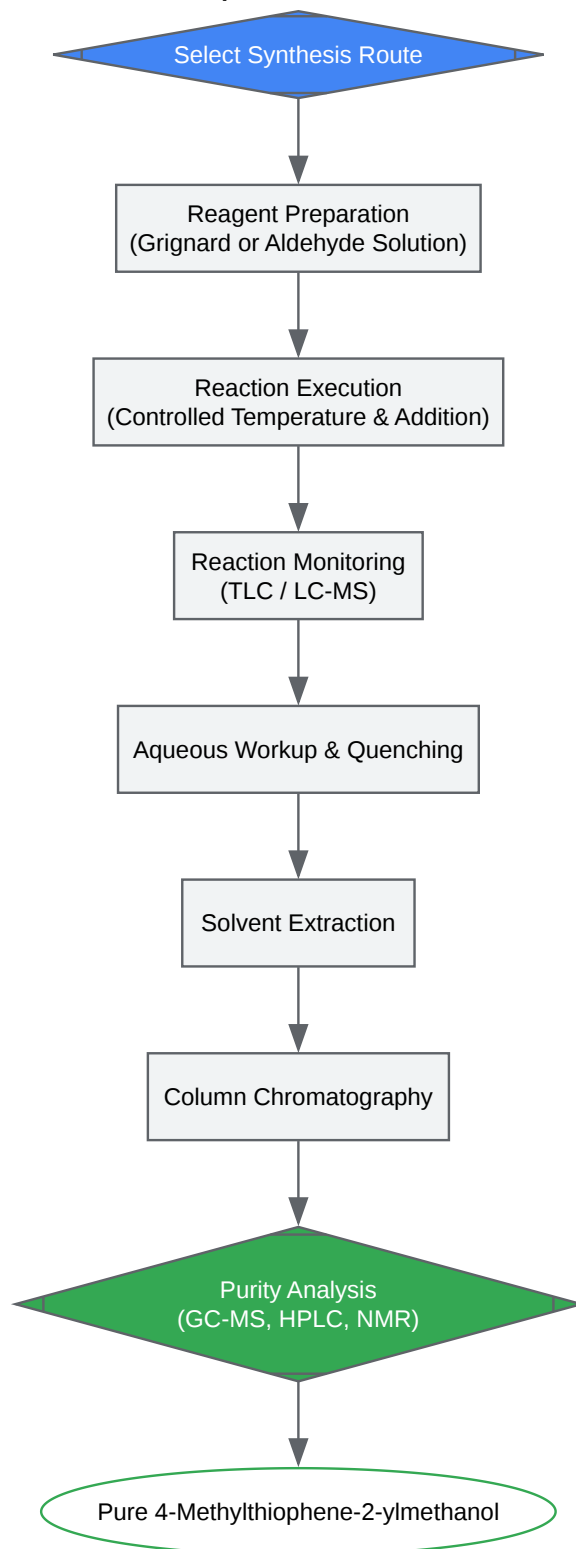 Select Synthesis Route
Reagent Preparation
(Grignard or Aldehyde Solution)
Reaction Execution
(Controlled Temperature & Addition)
Reaction Monitoring
(TLC / LC-MS)
Aqueous Workup & Quenching
Solvent Extraction
Column Chromatography
Purity Analysis
(GC-MS, HPLC, NMR)
Pure 4-Methylthiophene-2-ylmethanol